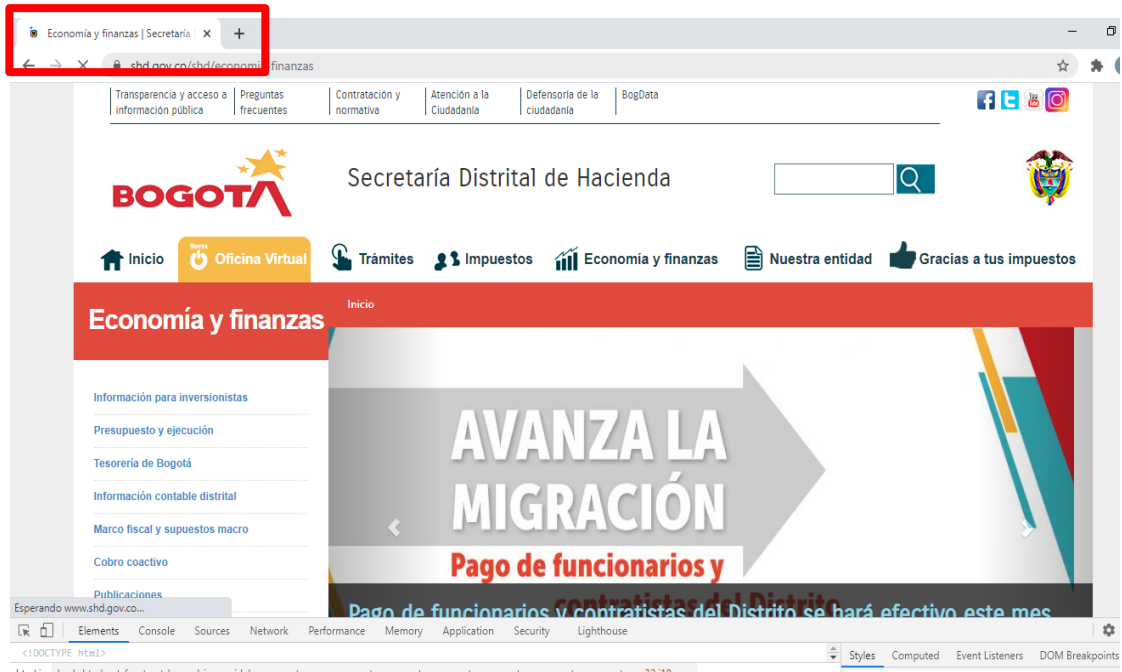 Economía y finanzas | Secretaría
shd.gov.co/shd/economia-finanzas
Transparencia y acceso a información pública
Preguntas frecuentes
Contratación y normativa
Atención a la Ciudadanía
Defensoría de la ciudadanía
BogData
BOGOTÁ
Secretaría Distrital de Hacienda
Inicio
Nueva
Oficina Virtual
Trámites
Impuestos
Economía y finanzas
Nuestra entidad
Gracias a tus impuestos
Economía y finanzas
Inicio
Información para inversionistas
Presupuesto y ejecución
Tesorería de Bogotá
Información contable distrital
Marco fiscal y supuestos macro
Cobro coactivo
Publicaciones
AVANZA LA
MIGRACIÓN
Pago de funcionarios y
contratistas del Distrito
Pago de funcionarios y contratistas del Distrito se hará efectivo este mes
Esperando www.shd.gov.co...
Elements Console Sources Network Performance Memory Application Security Lighthouse
<!DOCTYPE html>
Styles Computed Event Listeners DOM Breakpoints